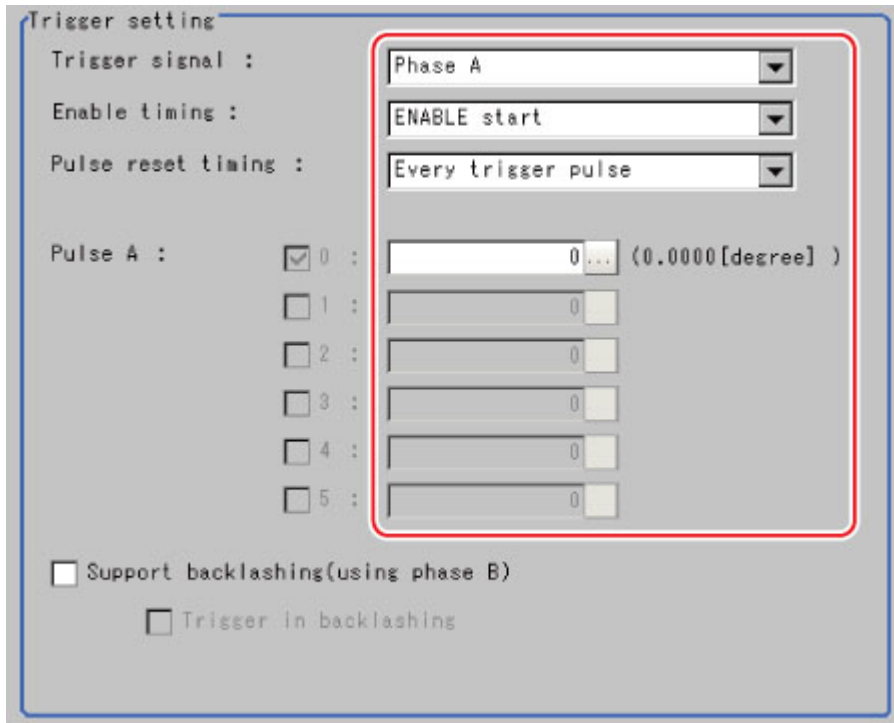 Trigger setting
Trigger signal : Phase A
Enable timing : ENABLE start
Pulse reset timing : Every trigger pulse
Pulse A : 0 : 0 ... (0.0000[degree] )
1 : 0
2 : 0
3 : 0
4 : 0
5 : 0
Support backlashing(using phase B)
Trigger in backlashing